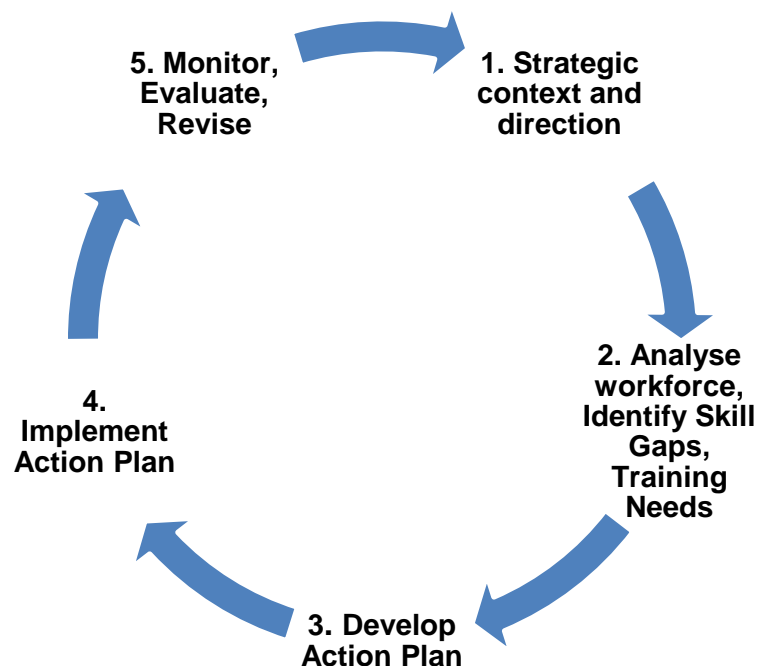 1. Strategic
context and
direction
2. Analyse
workforce,
Identify Skill
Gaps,
Training
Needs
3. Develop
Action Plan
4.
Implement
Action Plan
5. Monitor,
Evaluate,
Revise